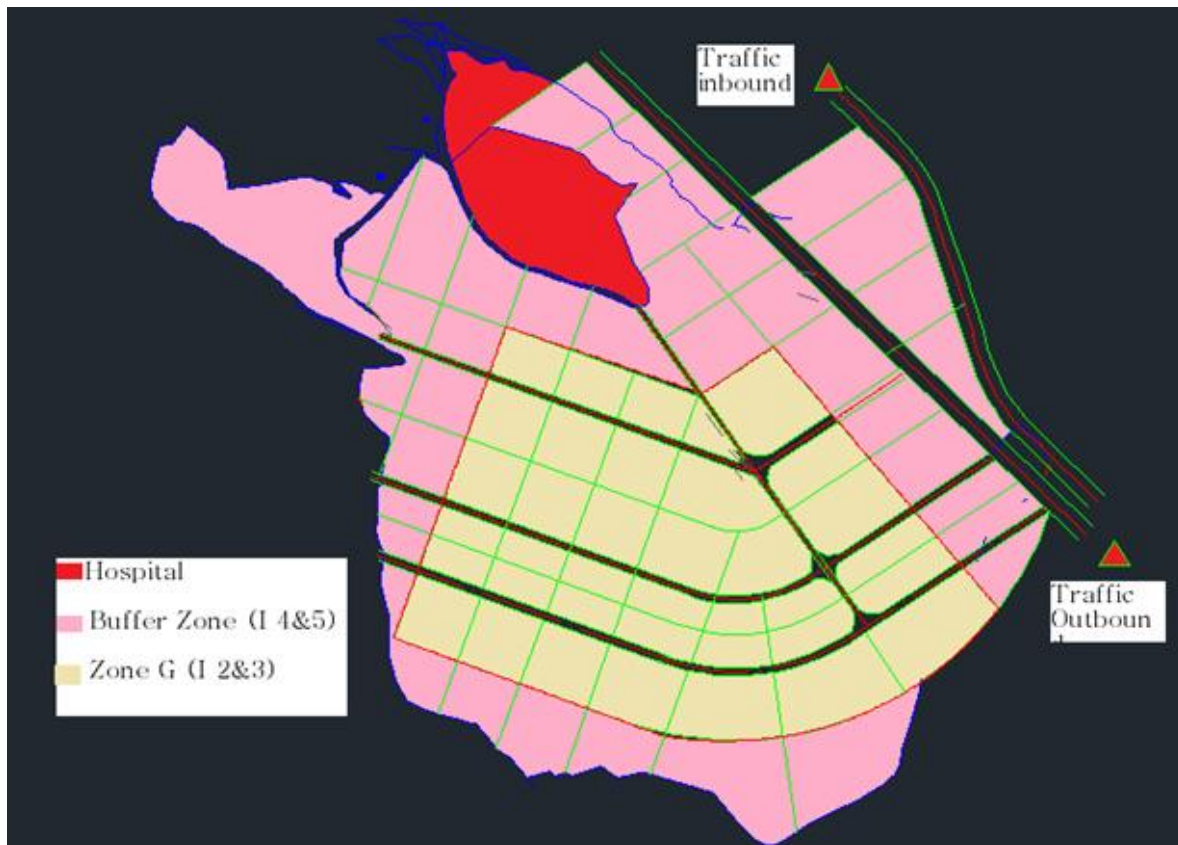 Traffic
inbound
Hospital
Buffer Zone (I 4&5)
Zone G (I 2&3)
Traffic
Outboun